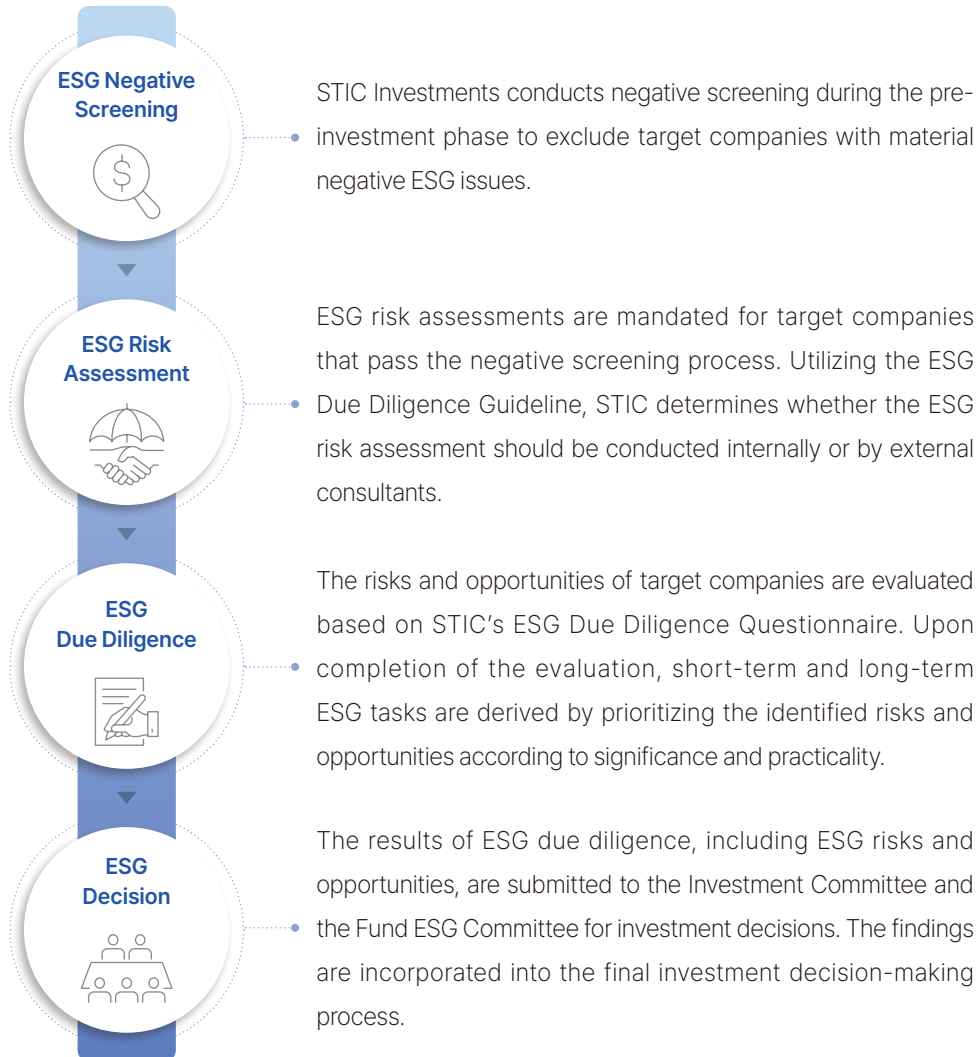 ESG Negative
Screening
$
STIC Investments conducts negative screening during the pre-
investment phase to exclude target companies with material
negative ESG issues.
ESG Risk
Assessment
ESG risk assessments are mandated for target companies
that pass the negative screening process. Utilizing the ESG
Due Diligence Guideline, STIC determines whether the ESG
risk assessment should be conducted internally or by external
consultants.
ESG
Due Diligence
The risks and opportunities of target companies are evaluated
based on STIC’s ESG Due Diligence Questionnaire. Upon
completion of the evaluation, short-term and long-term
ESG tasks are derived by prioritizing the identified risks and
opportunities according to significance and practicality.
ESG
Decision
The results of ESG due diligence, including ESG risks and
opportunities, are submitted to the Investment Committee and
the Fund ESG Committee for investment decisions. The findings
are incorporated into the final investment decision-making
process.